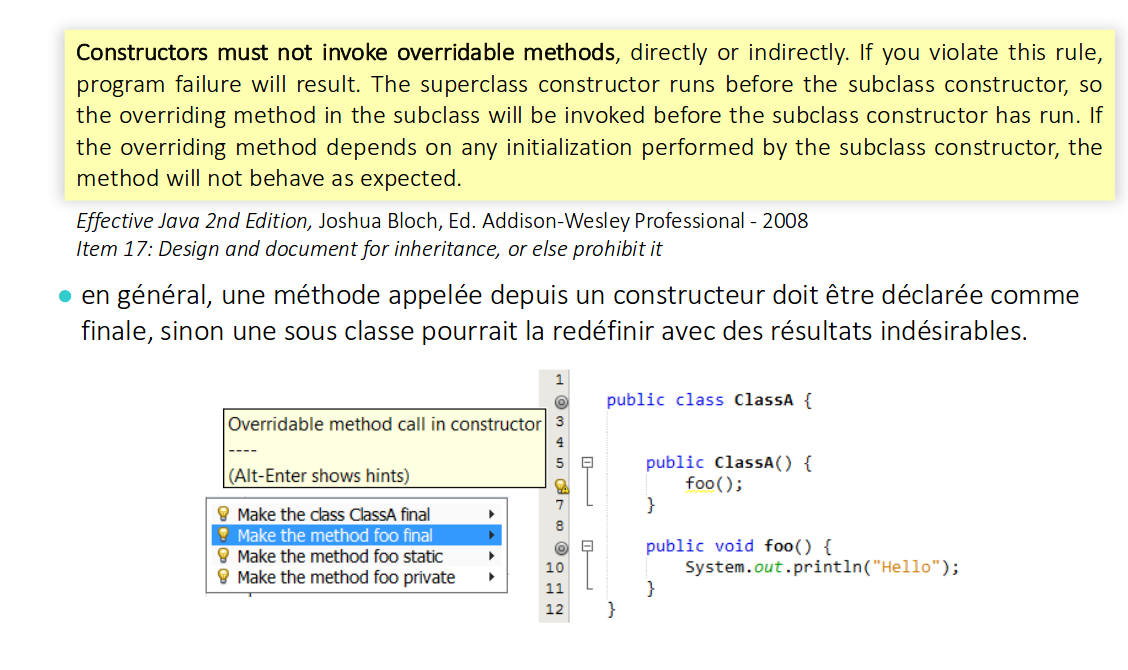 Constructors must not invoke overridable methods, directly or indirectly. If you violate this rule,
program failure will result. The superclass constructor runs before the subclass constructor, so
the overriding method in the subclass will be invoked before the subclass constructor has run. If
the overriding method depends on any initialization performed by the subclass constructor, the
method will not behave as expected.
Effective Java 2nd Edition, Joshua Bloch, Ed. Addison-Wesley Professional - 2008
Item 17: Design and document for inheritance, or else prohibit it
● en général, une méthode appelée depuis un constructeur doit être déclarée comme
finale, sinon une sous classe pourrait la redéfinir avec des résultats indésirables.
Overridable method call in constructor
----
(Alt-Enter shows hints)
Make the class ClassA final
Make the method foo final
Make the method foo static
Make the method foo private
1
public class ClassA {
3
4
5 public ClassA() {
foo();
7 }
8
public void foo() {
10 System.out.println("Hello");
11 }
12 }